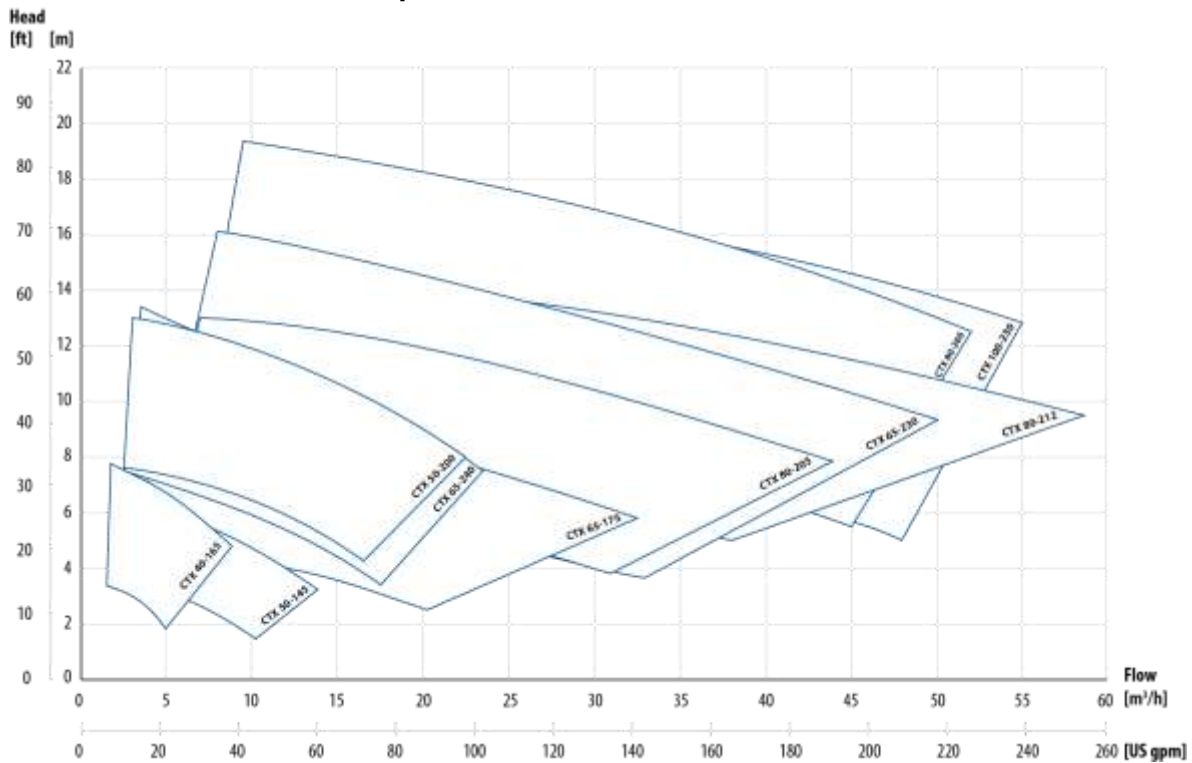 Head
[ft] [m]
22
90
20
80
18
70
16
60
14
50
12
10
40
8
30
6
20
4
10
2
0 0
CTX 40-165
CTX 50-145
CTX 50-200
CTX 65-240
CTX 65-175
CTX 80-205
CTX 65-230
CTX 80-212
CTX 80-260
CTX 100-230
0 5 10 15 20 25 30 35 40 45 50 55 60
Flow
[m³/h]
0 20 40 60 80 100 120 140 160 180 200 220 240 260 [US gpm]